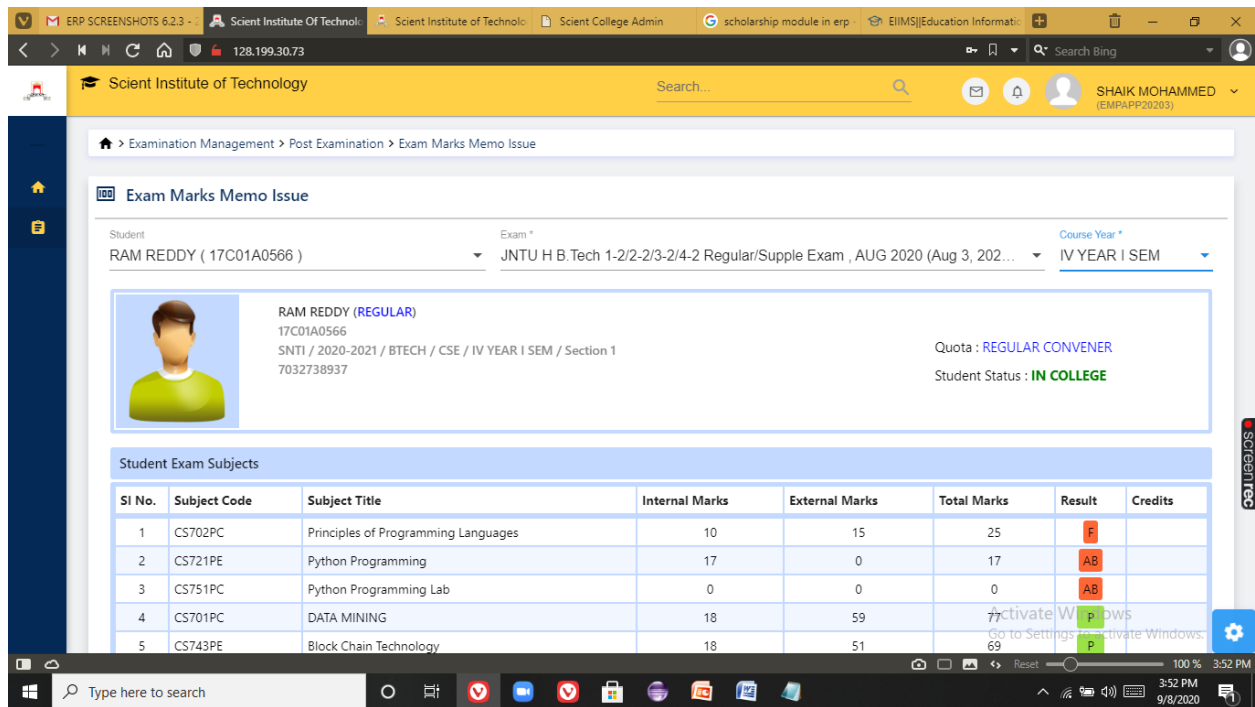 ERP SCREENSHOTS 6.2.3 - 2
Scient Institute Of Technolo
Scient Institute of Technolo
Scient College Admin
scholarship module in erp -
EIIMS||Education Informatic
128.199.30.73
Search Bing
Scient Institute of Technology
Search...
SHAIK MOHAMMED
(EMPAPP20203)
> Examination Management > Post Examination > Exam Marks Memo Issue
Exam Marks Memo Issue
Student
Exam *
Course Year *
RAM REDDY ( 17C01A0566 )
JNTU H B.Tech 1-2/2-2/3-2/4-2 Regular/Supple Exam , AUG 2020 (Aug 3, 202...
IV YEAR I SEM
RAM REDDY (REGULAR)
17C01A0566
SNTI / 2020-2021 / BTECH / CSE / IV YEAR I SEM / Section 1
7032738937
Quota : REGULAR CONVENER
Student Status : IN COLLEGE
Student Exam Subjects
SI No. Subject Code Subject Title Internal Marks External Marks Total Marks Result Credits
1 CS702PC Principles of Programming Languages 10 15 25 F
2 CS721PE Python Programming 17 0 17 AB
3 CS751PC Python Programming Lab 0 0 0 AB
4 CS701PC DATA MINING 18 59 77 P
5 CS743PE Block Chain Technology 18 51 69 P
Activate Windows
Go to Settings to activate Windows.
screenrec
Reset 100 % 3:52 PM
Type here to search
3:52 PM
9/8/2020